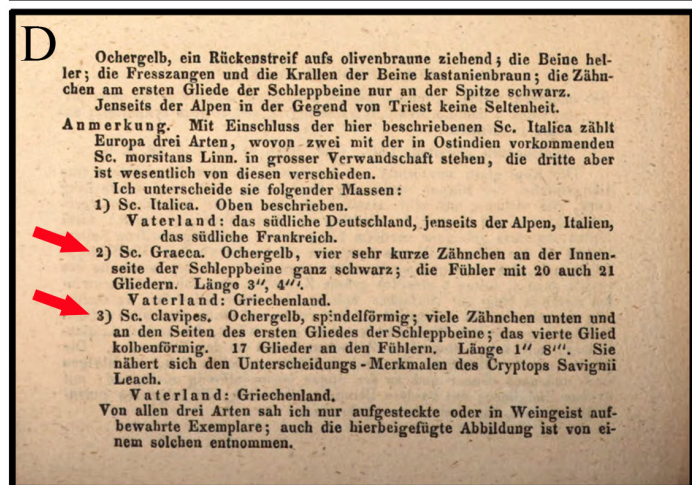 D
Ochergelb, ein Rückenstreif aufs olivenbraune ziehend; die Beine hel-
ler; die Fresszangen und die Krallen der Beine kastanienbraun; die Zähn-
chen am ersten Gliede der Schleppbeine nur an der Spitze schwarz.
Jenseits der Alpen in der Gegend von Triest keine Seltenheit.
Anmerkung. Mit Einschluss der hier beschriebenen Sc. Italica zählt
Europa drei Arten, wovon zwei mit der in Ostindien vorkommenden
Sc. morsitans Linn. in grosser Verwandschaft stehen, die dritte aber
ist wesentlich von diesen verschieden.
Ich unterscheide sie folgender Massen:
1) Sc. Italica. Oben beschrieben.
Vaterland: das südliche Deutschland, jenseits der Alpen, Italien,
das südliche Frankreich.
2) Sc. Graeca. Ochergelb, vier sehr kurze Zähnchen an der Innen-
seite der Schleppbeine ganz schwarz; die Fühler mit 20 auch 21
Gliedern. Länge 3″, 4‴.
Vaterland: Griechenland.
3) Sc. clavipes. Ochergelb, spindelförmig; viele Zähnchen unten und
an den Seiten des ersten Gliedes der Schleppbeine; das vierte Glied
kolbenförmig. 17 Glieder an den Fühlern. Länge 1″ 8‴. Sie
nähert sich den Unterscheidungs-Merkmalen des Cryptops Savignii
Leach.
Vaterland: Griechenland.
Von allen drei Arten sah ich nur aufgesteckte oder in Weingeist auf-
bewahrte Exemplare; auch die hierbeigefügte Abbildung ist von ei-
nem solchen entnommen.